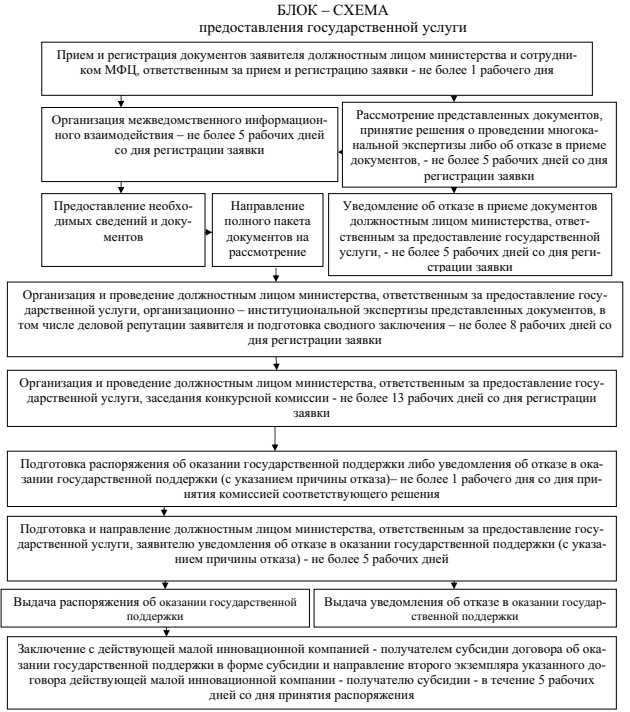 БЛОК – СХЕМА
предоставления государственной услуги
Прием и регистрация документов заявителя должностным лицом министерства и сотрудни-
ком МФЦ, ответственным за прием и регистрацию заявки - не более 1 рабочего дня
Организация межведомственного информацион-
ного взаимодействия – не более 5 рабочих дней
со дня регистрации заявки
Рассмотрение представленных документов,
принятие решения о проведении многока-
нальной экспертизы либо об отказе в приеме
документов, - не более 5 рабочих дней со дня
регистрации заявки
Предоставление необхо-
димых сведений и доку-
ментов
Направление
полного пакета
документов на
рассмотрение
Уведомление об отказе в приеме документов
должностным лицом министерства, ответ-
ственным за предоставление государственной
услуги, - не более 5 рабочих дней со дня реги-
страции заявки
Организация и проведение должностным лицом министерства, ответственным за предоставление госу-
дарственной услуги, организационно – институциональной экспертизы представленных документов, в
том числе деловой репутации заявителя и подготовка сводного заключения – не более 8 рабочих дней со
дня регистрации заявки
Организация и проведение должностным лицом министерства, ответственным за предоставление госу-
дарственной услуги, заседания конкурсной комиссии - не более 13 рабочих дней со дня регистрации
заявки
Подготовка распоряжения об оказании государственной поддержки либо уведомления об отказе в ока-
зании государственной поддержки (с указанием причины отказа)– не более 1 рабочего дня со дня при-
нятия комиссией соответствующего решения
Подготовка и направление должностным лицом министерства, ответственным за предоставление госу-
дарственной услуги, заявителю уведомления об отказе в оказании государственной поддержки (с указа-
нием причины отказа) - не более 5 рабочих дней
Выдача распоряжения об оказании государственной
поддержки
Выдача уведомления об отказе в оказании государ-
ственной поддержки
Заключение с действующей малой инновационной компанией - получателем субсидии договора об ока-
зании государственной поддержки в форме субсидии и направление второго экземпляра указанного до-
говора действующей малой инновационной компании - получателю субсидии - в течение 5 рабочих
дней со дня принятия распоряжения